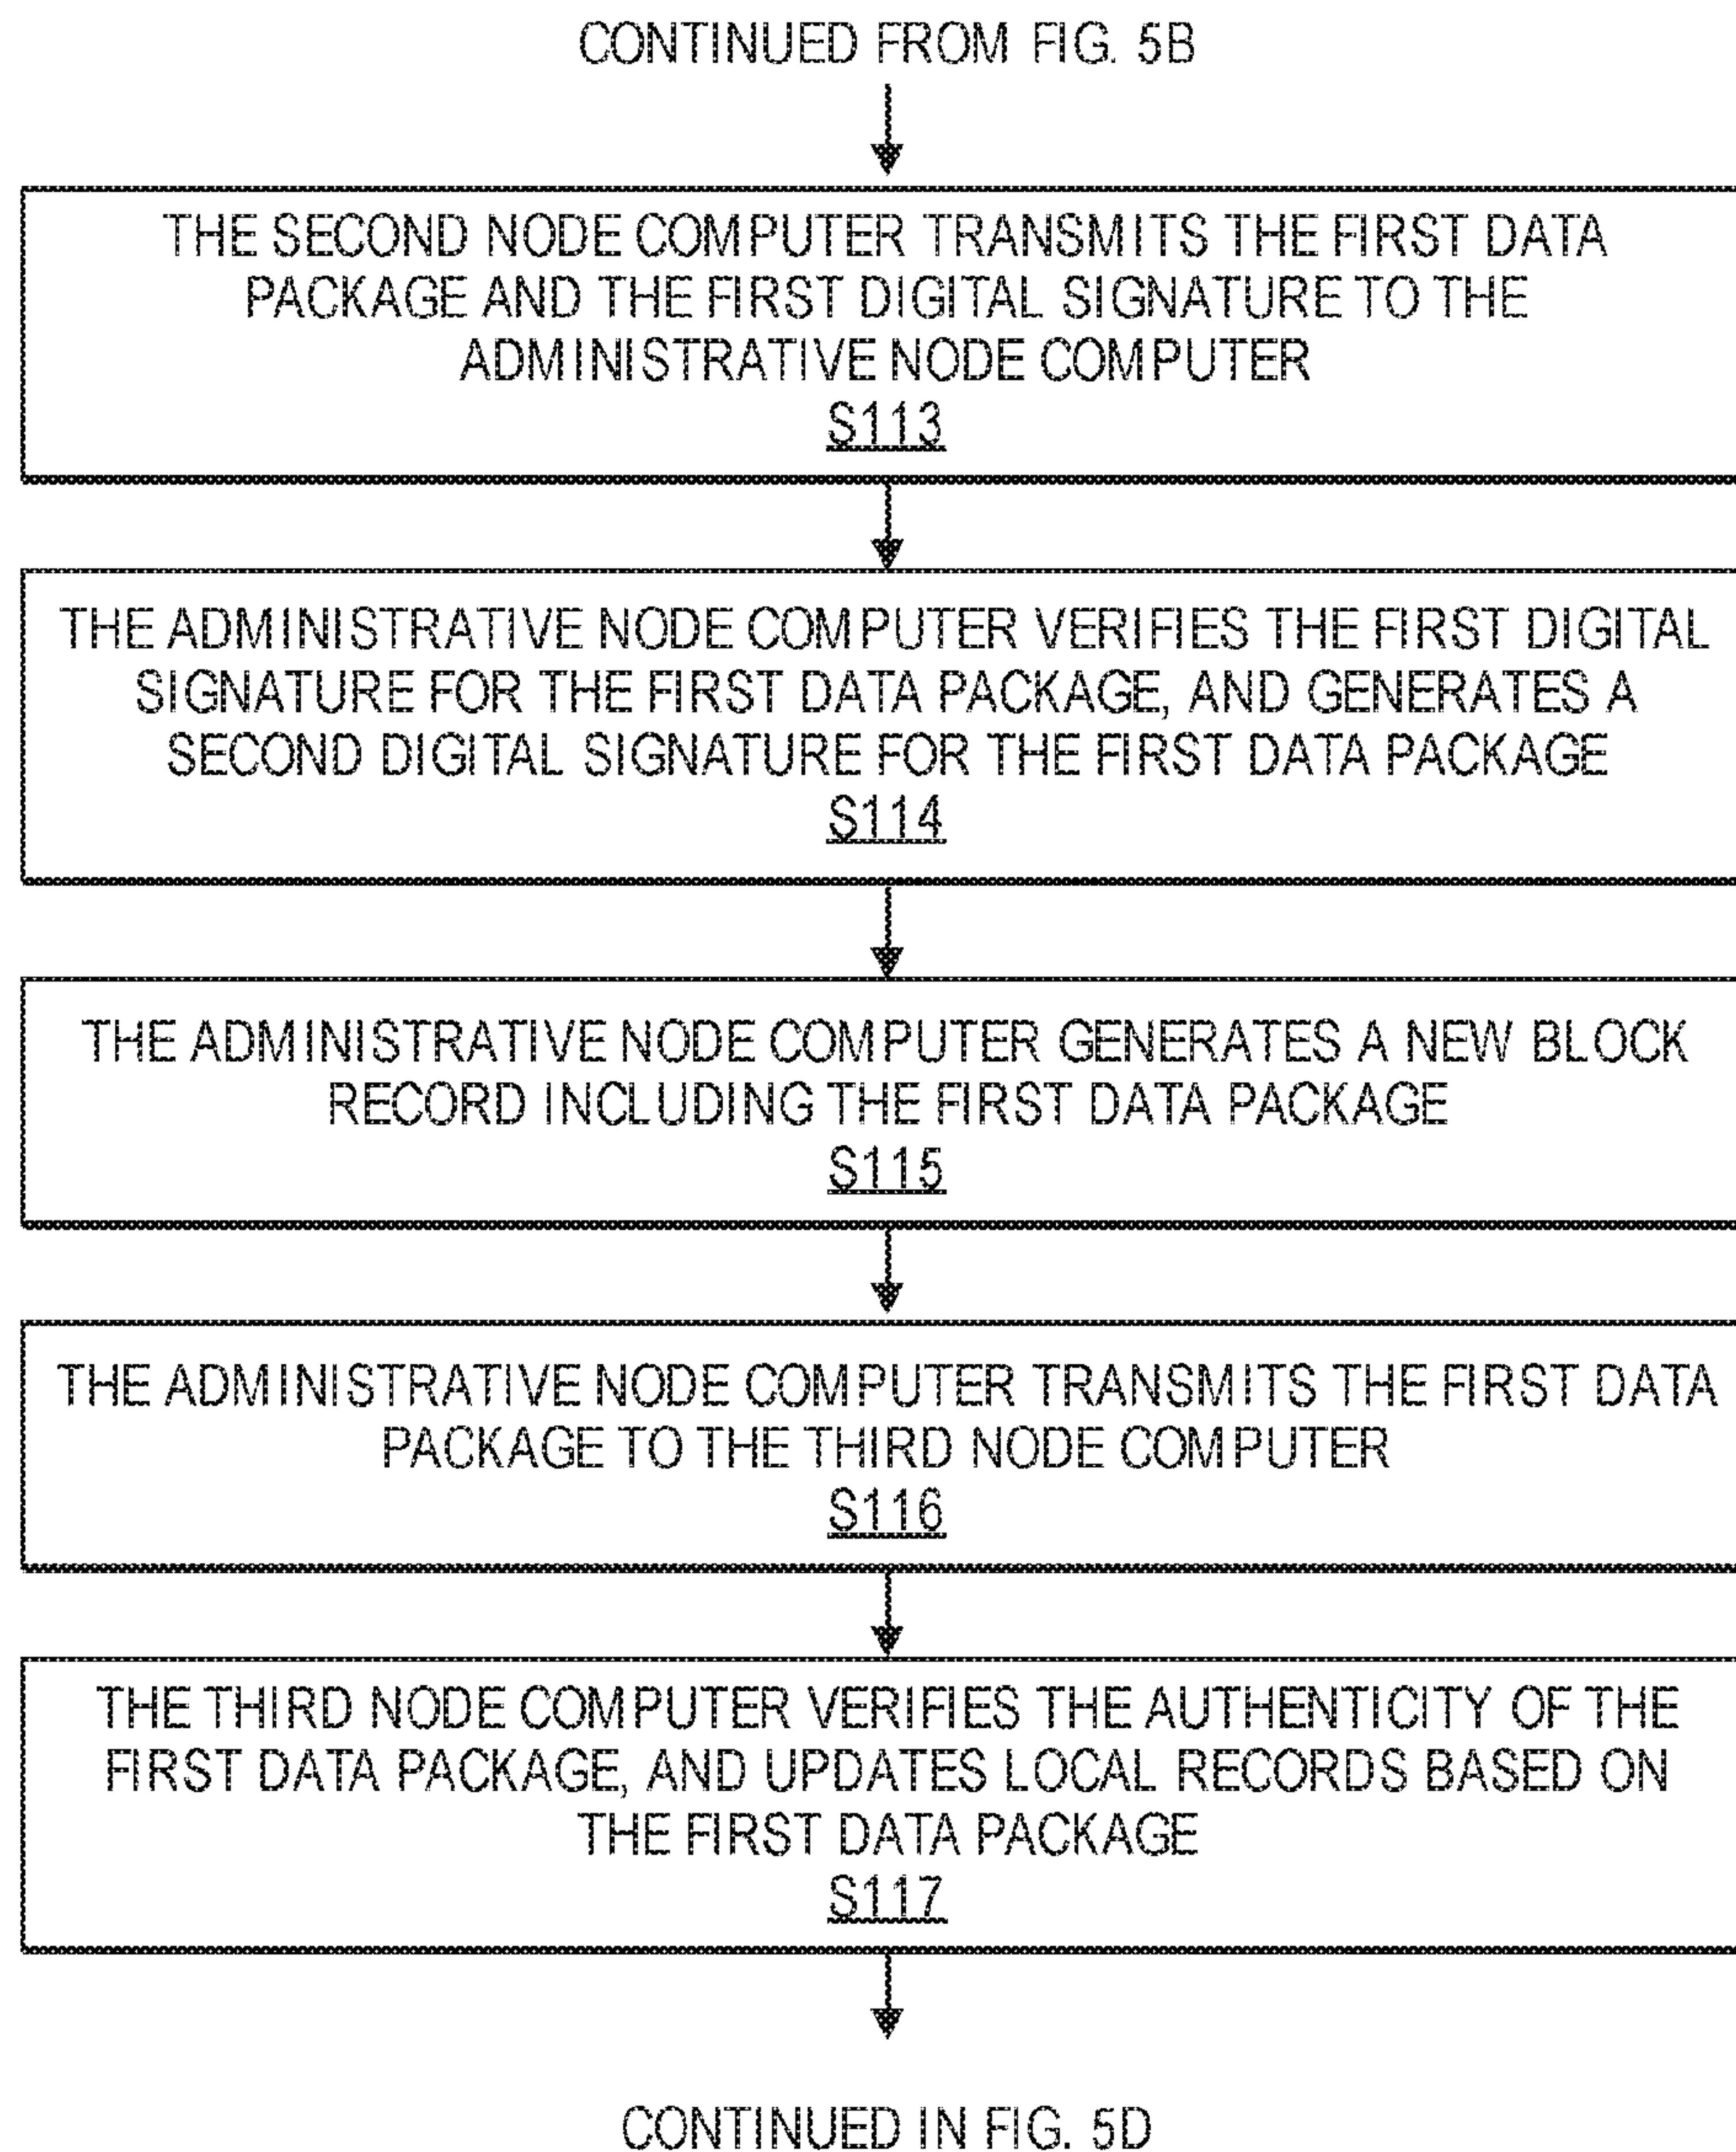 CONTINUED FROM FIG. 5B
THE SECOND NODE COMPUTER TRANSMITS THE FIRST DATA
PACKAGE AND THE FIRST DIGITAL SIGNATURE TO THE
ADMINISTRATIVE NODE COMPUTER
S113
THE ADMINISTRATIVE NODE COMPUTER VERIFIES THE FIRST DIGITAL
SIGNATURE FOR THE FIRST DATA PACKAGE, AND GENERATES A
SECOND DIGITAL SIGNATURE FOR THE FIRST DATA PACKAGE
S114
THE ADMINISTRATIVE NODE COMPUTER GENERATES A NEW BLOCK
RECORD INCLUDING THE FIRST DATA PACKAGE
S115
THE ADMINISTRATIVE NODE COMPUTER TRANSMITS THE FIRST DATA
PACKAGE TO THE THIRD NODE COMPUTER
S116
THE THIRD NODE COMPUTER VERIFIES THE AUTHENTICITY OF THE
FIRST DATA PACKAGE, AND UPDATES LOCAL RECORDS BASED ON
THE FIRST DATA PACKAGE
S117
CONTINUED IN FIG. 5D